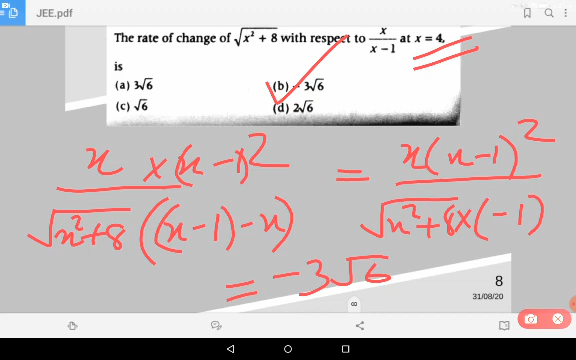 JEE.pdf
The rate of change of √(x² + 8) with respect to x/(x − 1) at x = 4,
is
(a) 3√6 (b) − 3√6
(c) √6 (d) 2√6
x × (x − 1)² / √(x²+8) ((x−1)−x) = x(x−1)² / √(x²+8) × (−1)
= −3√6
8
31/08/20